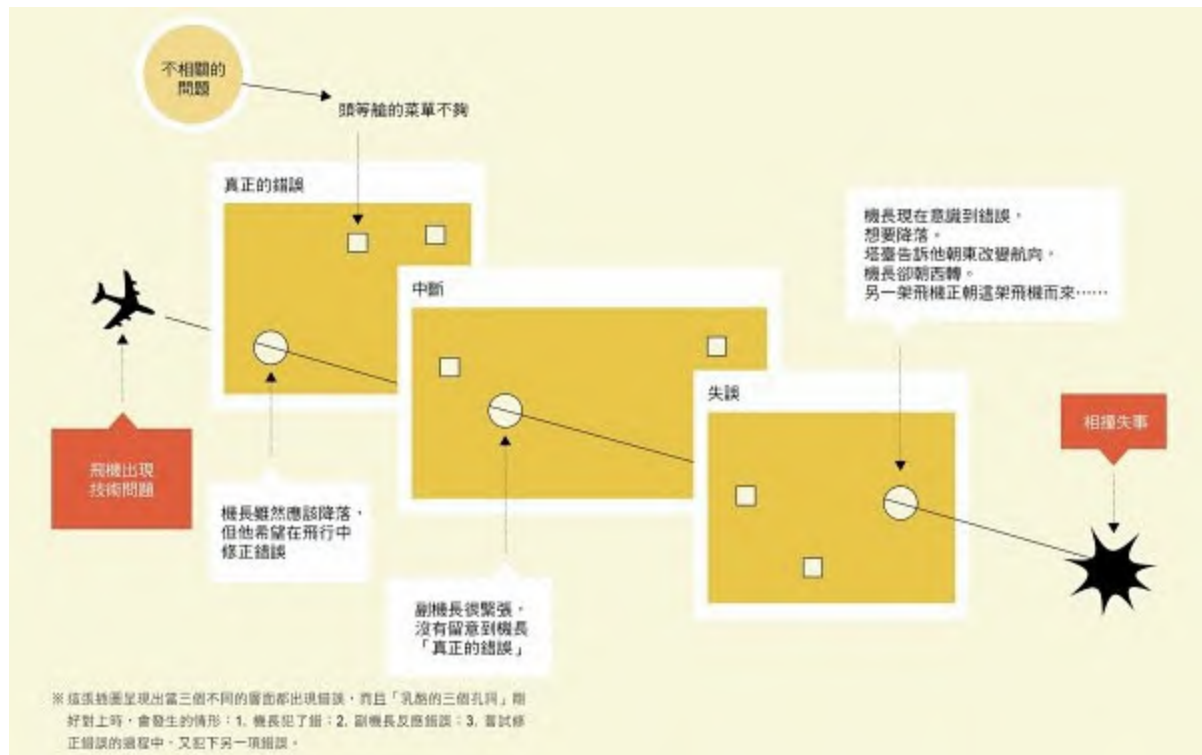 不相關的
問題
頭等艙的菜單不夠
真正的錯誤
機長現在意識到錯誤，
想要降落。
塔臺告訴他朝東改變航向，
機長卻朝西轉。
另一架飛機正朝這架飛機而來⋯⋯
中斷
失誤
相撞失事
飛機出現
技術問題
機長雖然應該降落，
但他希望在飛行中
修正錯誤
副機長很緊張，
沒有留意到機長
「真正的錯誤」
※ 這張插圖呈現出當三個不同的層面都出現錯誤，而且「乳酪的三個孔洞」剛
好對上時，會發生的情形：1. 機長犯了錯；2. 副機長反應錯誤；3. 嘗試修
正錯誤的過程中，又犯下另一項錯誤。